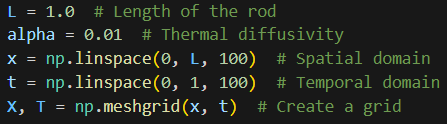 L = 1.0  # Length of the rod
alpha = 0.01  # Thermal diffusivity
x = np.linspace(0, L, 100)  # Spatial domain
t = np.linspace(0, 1, 100)  # Temporal domain
X, T = np.meshgrid(x, t)  # Create a grid